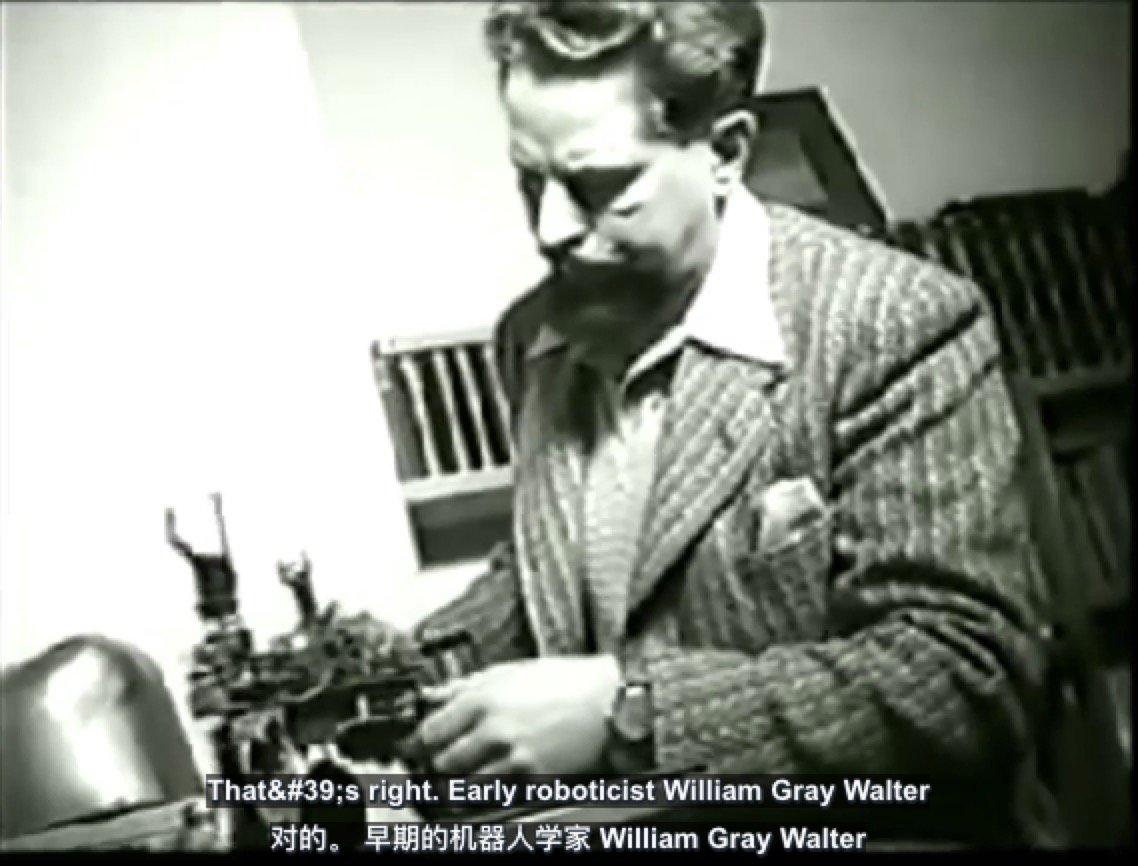 That&#39;s right. Early roboticist William Gray Walter
对的。 早期的机器人学家 William Gray Walter